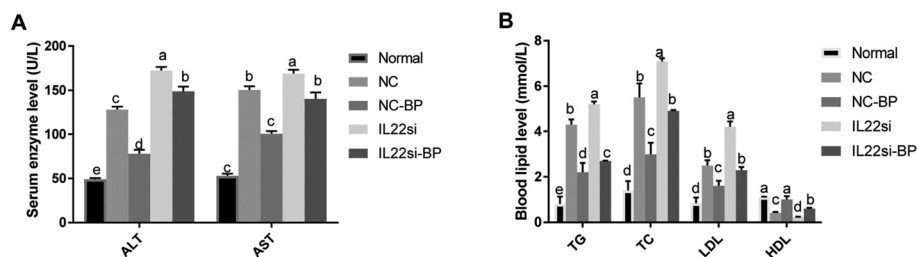 A
Serum enzyme level (U/L)
200
150
100
50
0
e
c
d
a
b
c
b
c
a
b
ALT
AST
Normal
NC
NC-BP
IL22si
IL22si-BP
B
Blood lipid level (mmol/L)
8
6
4
2
0
e
b
d
a
c
d
b
c
a
b
d
b
c
a
b
a
c
a
d
b
TG
TC
LDL
HDL
Normal
NC
NC-BP
IL22si
IL22si-BP